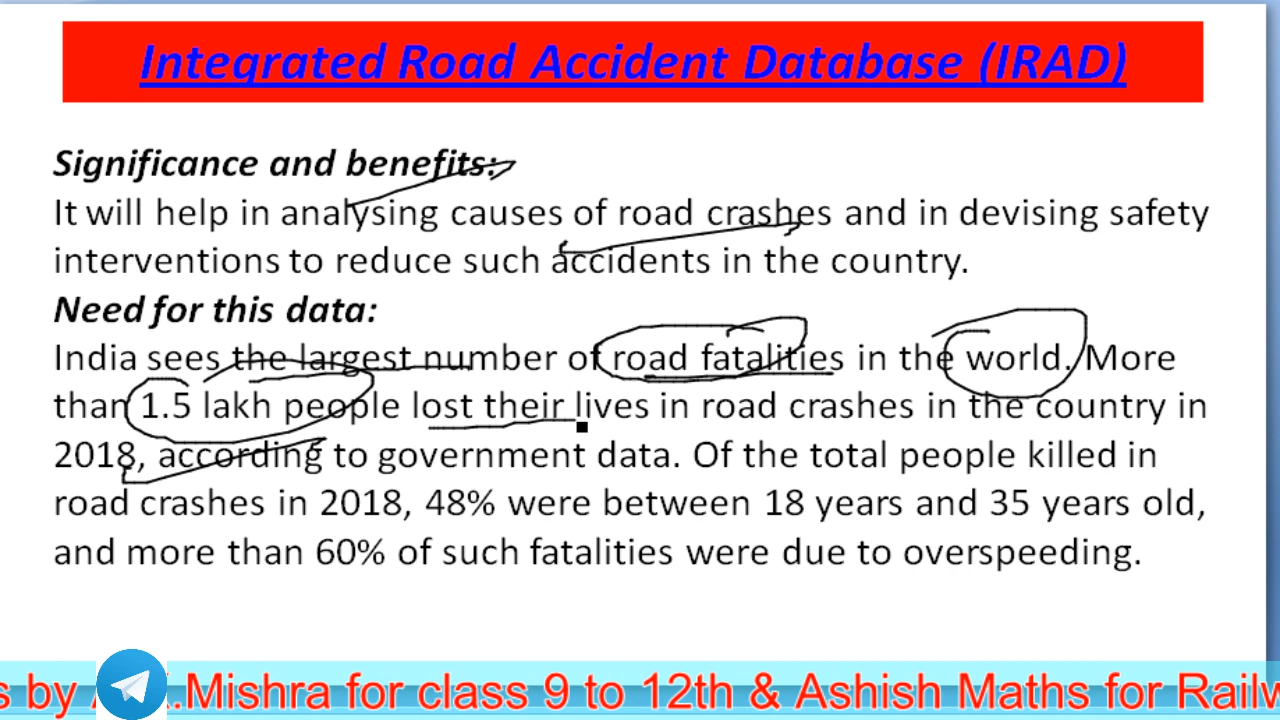 Integrated Road Accident Database (IRAD)
Significance and benefits:
It will help in analysing causes of road crashes and in devising safety
interventions to reduce such accidents in the country.
Need for this data:
India sees the largest number of road fatalities in the world. More
than 1.5 lakh people lost their lives in road crashes in the country in
2018, according to government data. Of the total people killed in
road crashes in 2018, 48% were between 18 years and 35 years old,
and more than 60% of such fatalities were due to overspeeding.
s by A.K.Mishra for class 9 to 12th & Ashish Maths for Railw